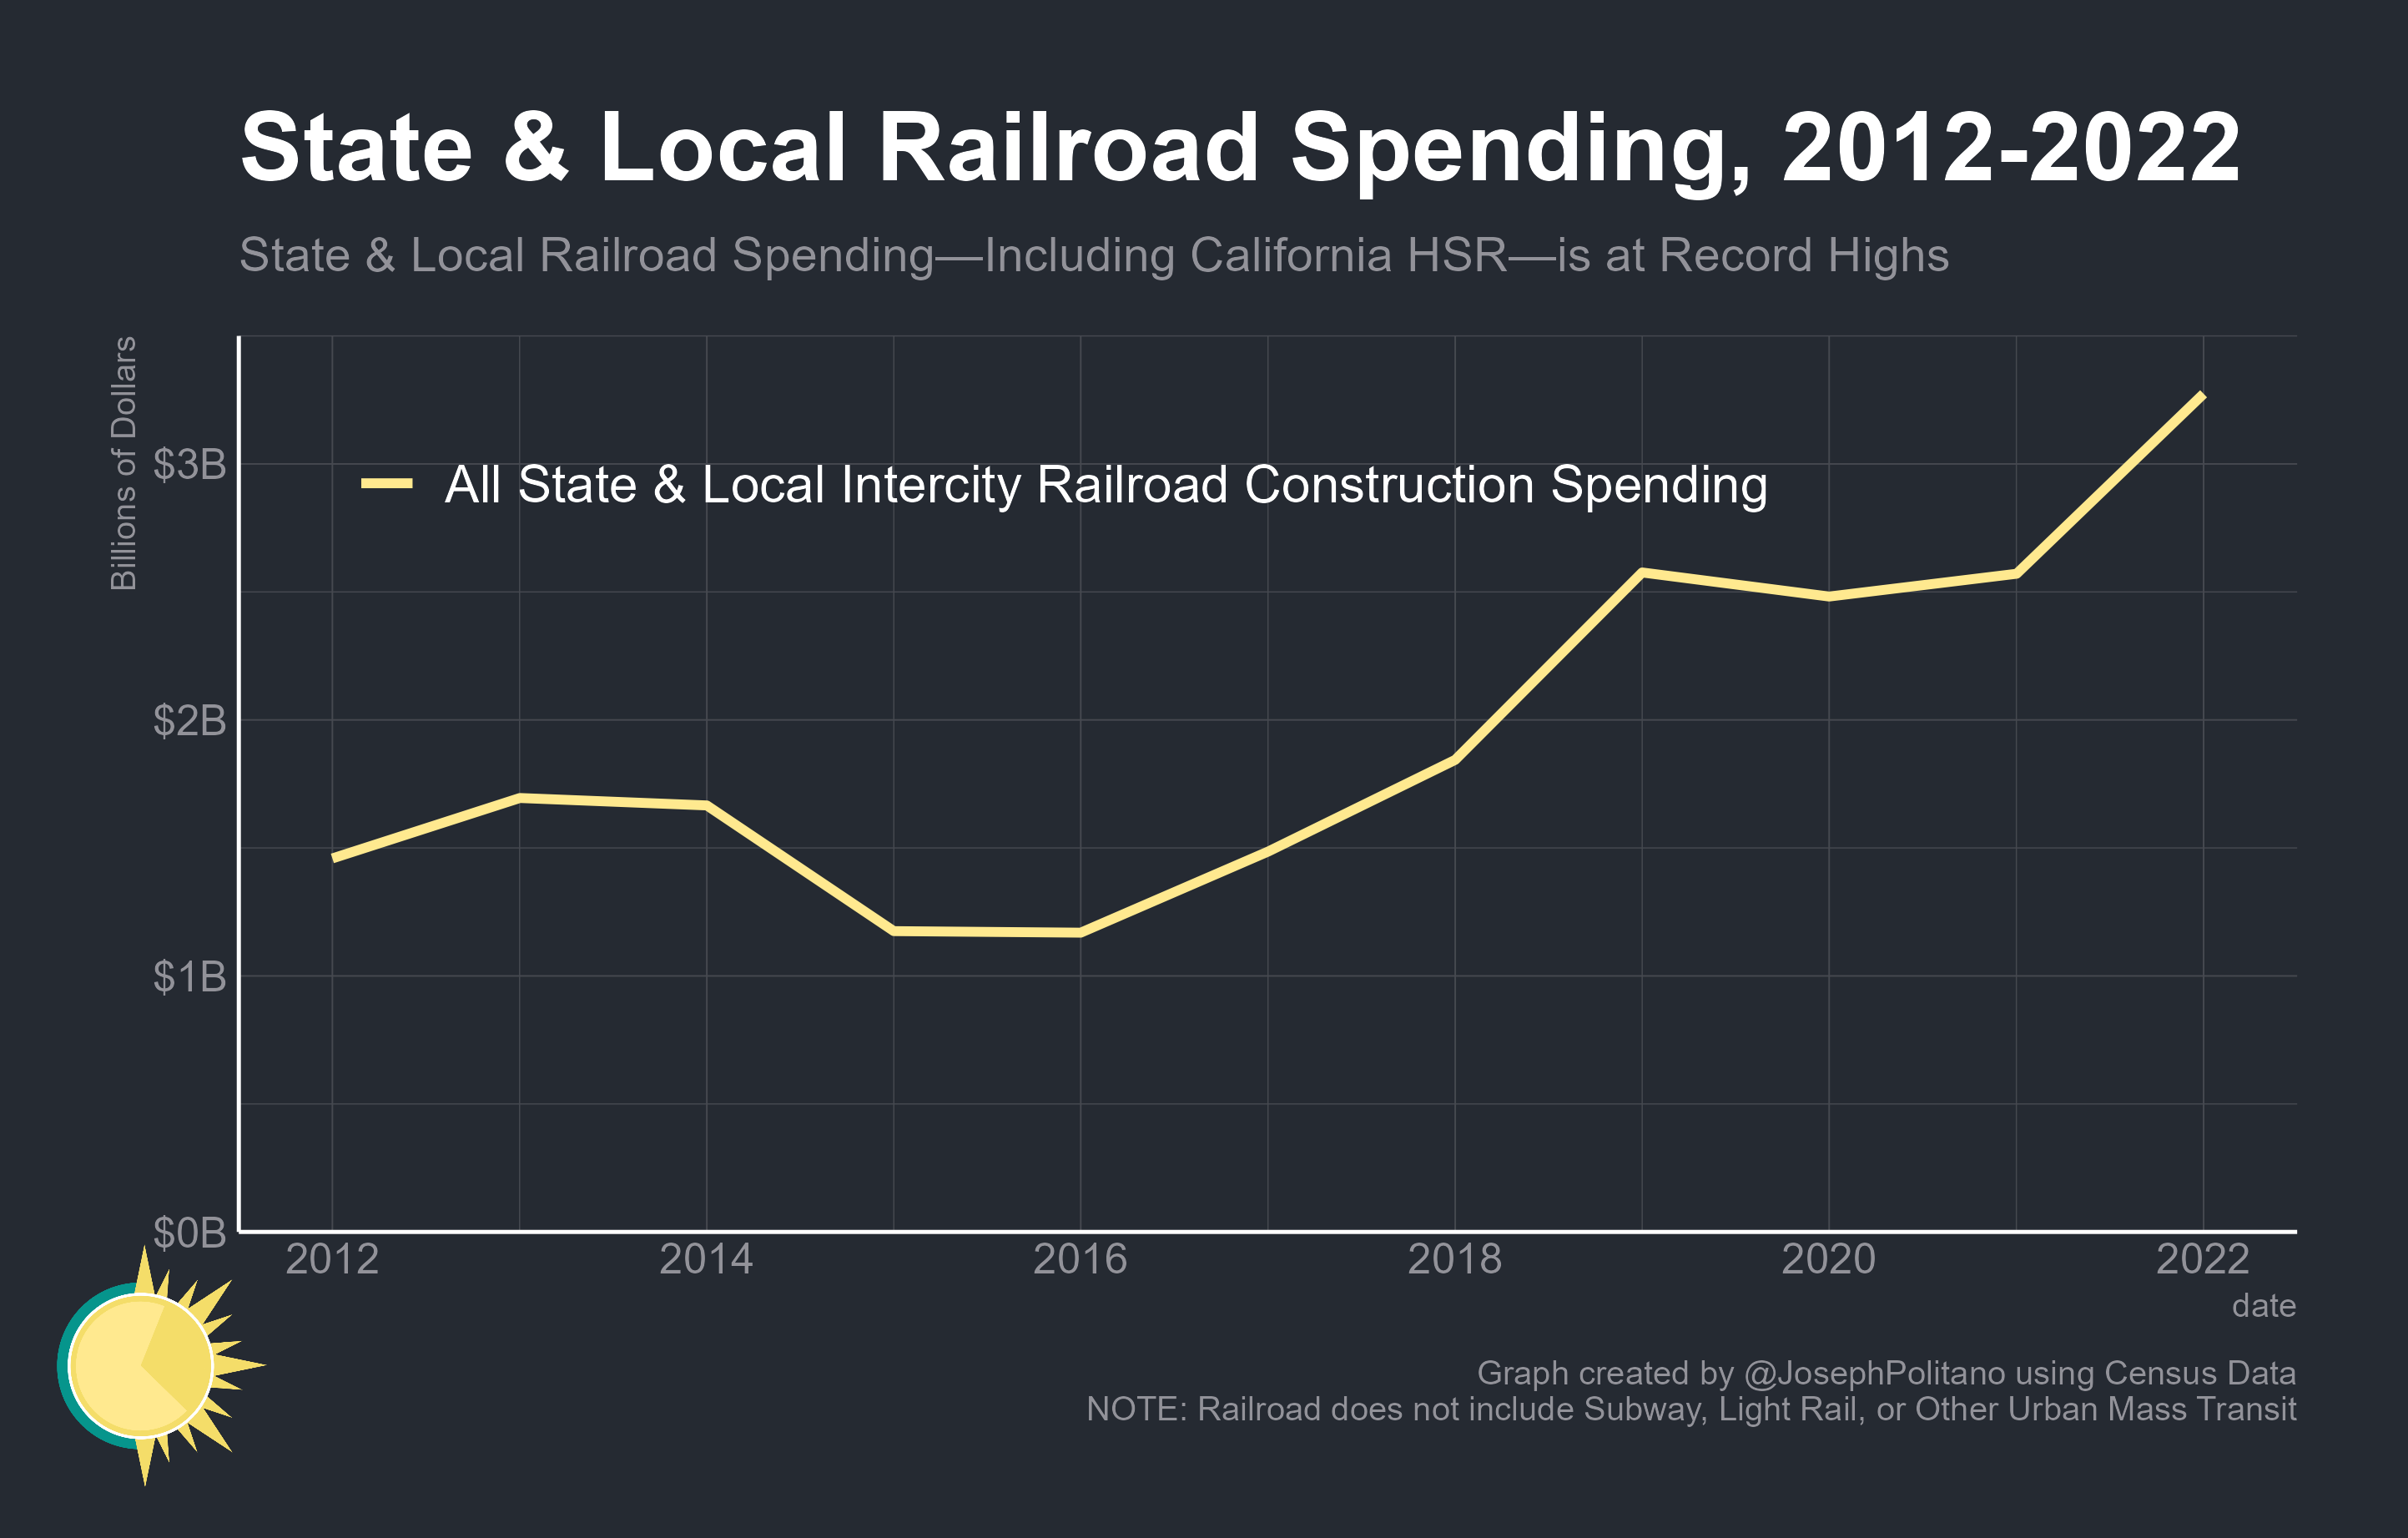 State & Local Railroad Spending, 2012-2022
State & Local Railroad Spending—Including California HSR—is at Record Highs
Billions of Dollars
$3B
All State & Local Intercity Railroad Construction Spending
$2B
$1B
$0B
2012 2014 2016 2018 2020 2022
date
Graph created by @JosephPolitano using Census Data
NOTE: Railroad does not include Subway, Light Rail, or Other Urban Mass Transit